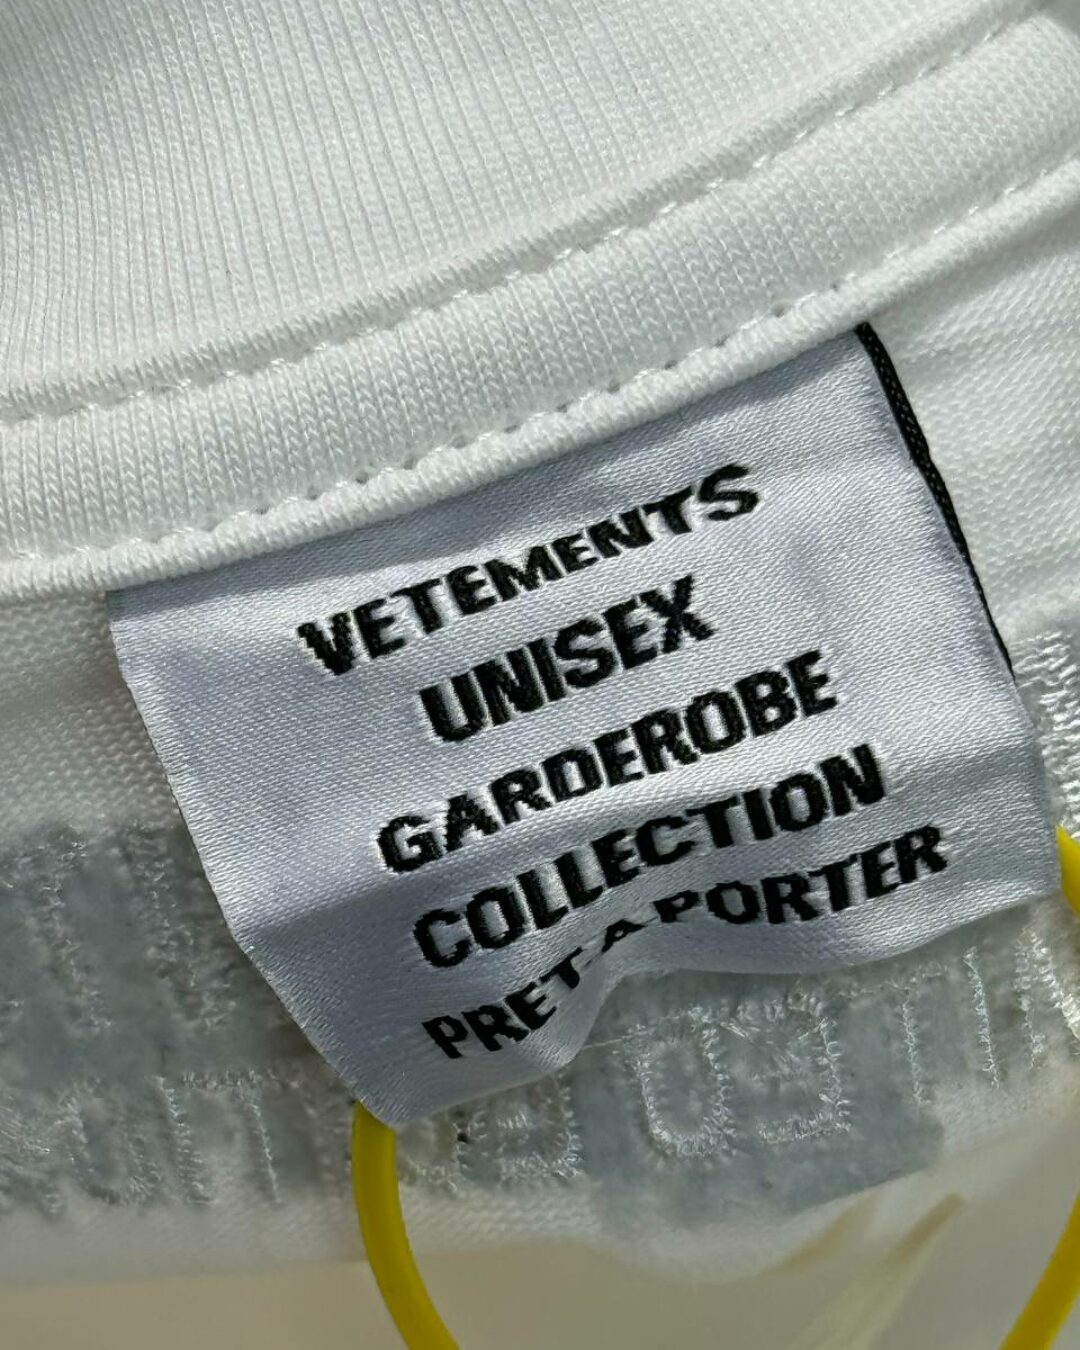 VETEMENTS
UNISEX
GARDEROBE
COLLECTION
PRET-A-PORTER